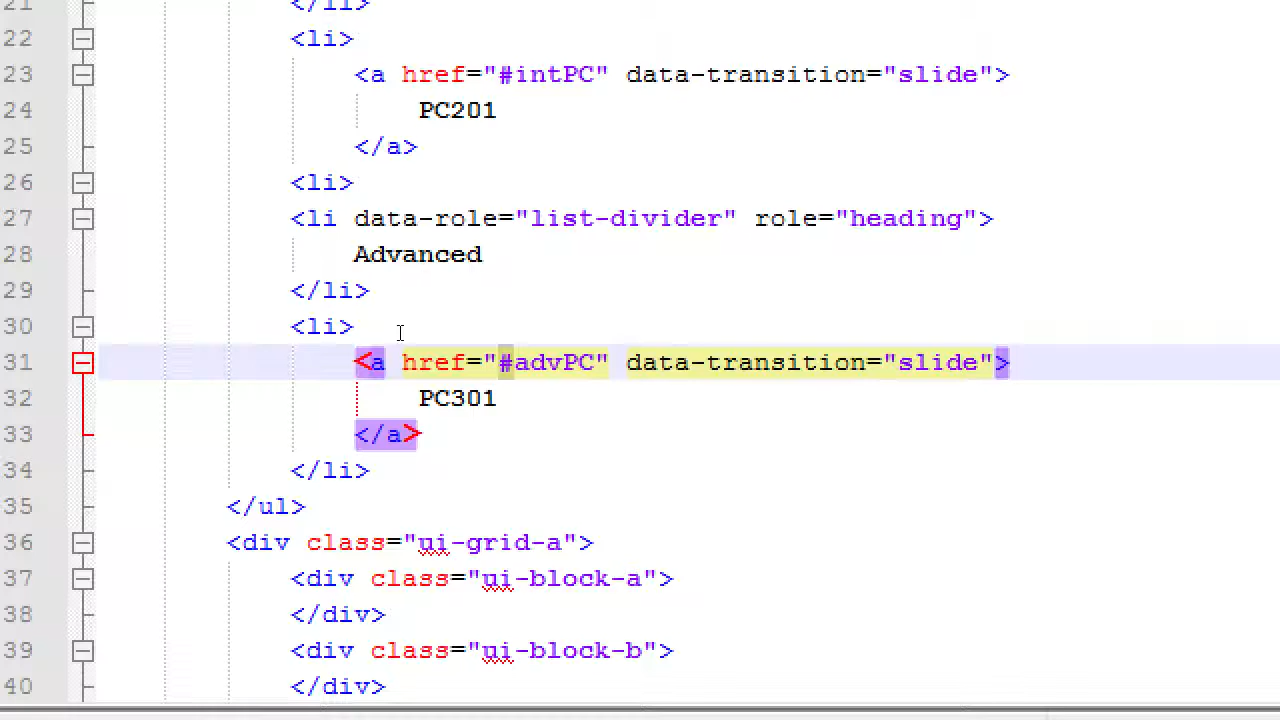 21 </li>
22 <li>
23 <a href="#intPC" data-transition="slide">
24 PC201
25 </a>
26 <li>
27 <li data-role="list-divider" role="heading">
28 Advanced
29 </li>
30 <li>
31 <a href="#advPC" data-transition="slide">
32 PC301
33 </a>
34 </li>
35 </ul>
36 <div class="ui-grid-a">
37 <div class="ui-block-a">
38 </div>
39 <div class="ui-block-b">
40 </div>